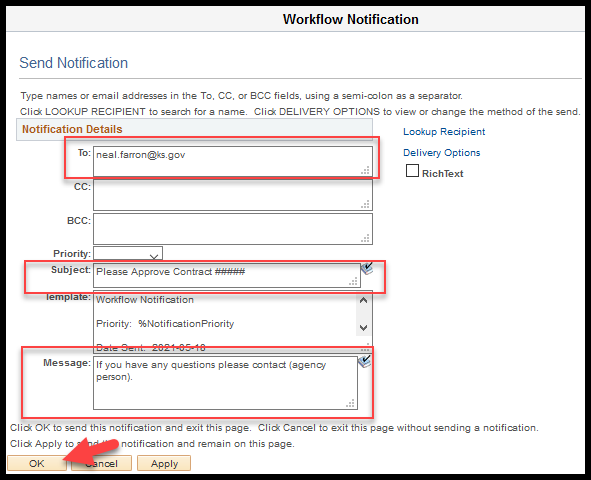 Workflow Notification
Send Notification
Type names or email addresses in the To, CC, or BCC fields, using a semi-colon as a separator.
Click LOOKUP RECIPIENT to search for a name. Click DELIVERY OPTIONS to view or change the method of the send.
Notification Details
Lookup Recipient
To: neal.farron@ks.gov
Delivery Options
RichText
CC:
BCC:
Priority:
Subject: Please Approve Contract #####
Template: Workflow Notification
Priority: %NotificationPriority
Date Sent: 2021-05-18
Message: If you have any questions please contact (agency
person).
Click OK to send this notification and exit this page. Click Cancel to exit this page without sending a notification.
Click Apply to send this notification and remain on this page.
OK Cancel Apply